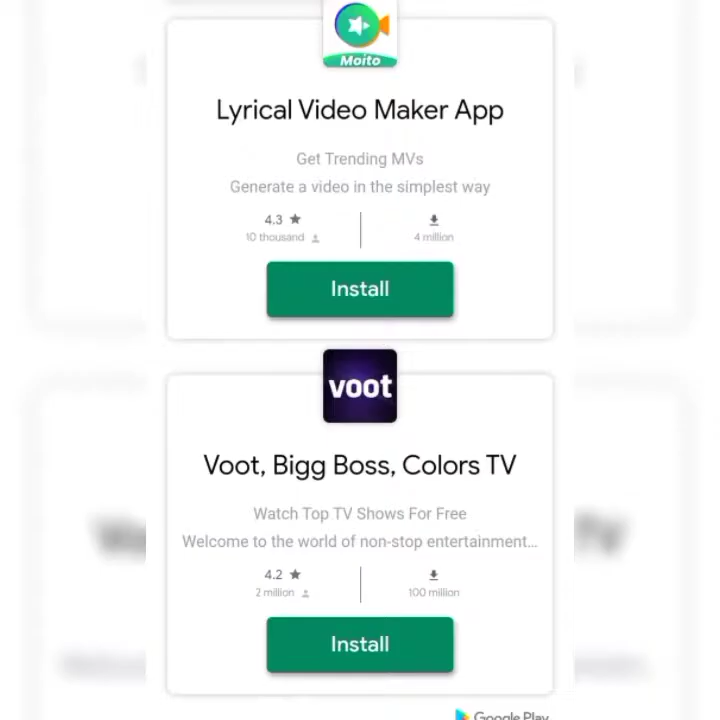 Moito
Lyrical Video Maker App
Get Trending MVs
Generate a video in the simplest way
4.3
10 thousand
4 million
Install
voot
Voot, Bigg Boss, Colors TV
Watch Top TV Shows For Free
Welcome to the world of non-stop entertainment...
4.2
2 million
100 million
Install
Google Play